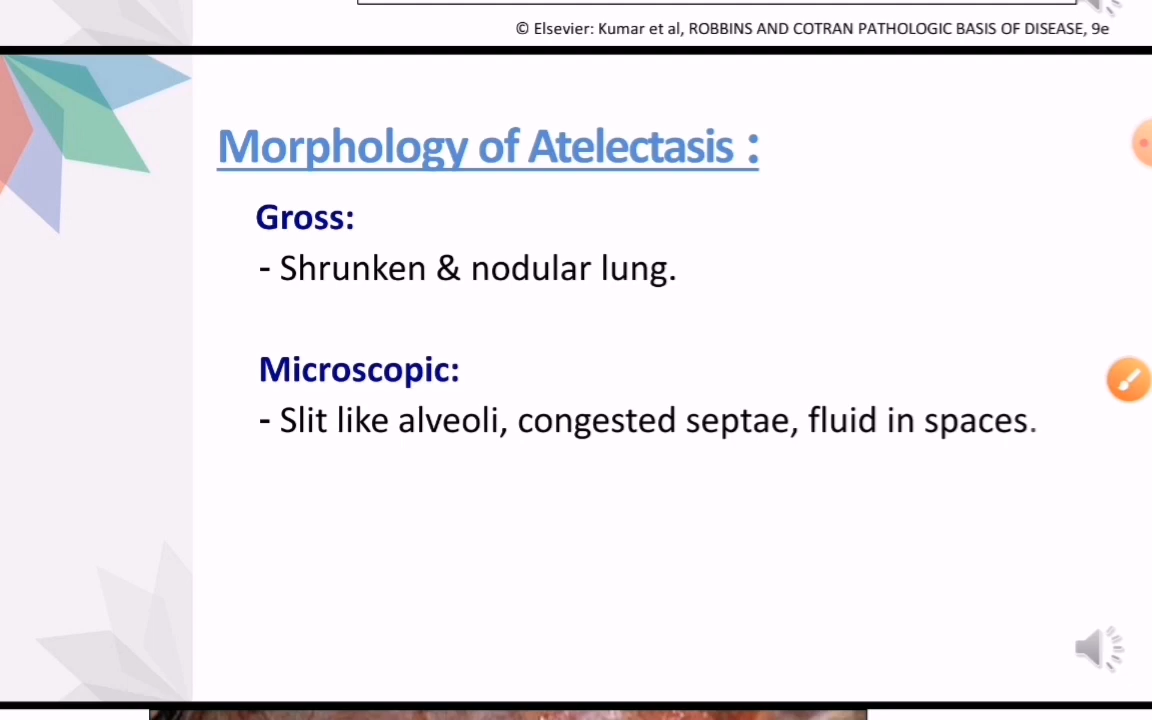 © Elsevier: Kumar et al, ROBBINS AND COTRAN PATHOLOGIC BASIS OF DISEASE, 9e
Morphology of Atelectasis :
Gross:
- Shrunken & nodular lung.
Microscopic:
- Slit like alveoli, congested septae, fluid in spaces.